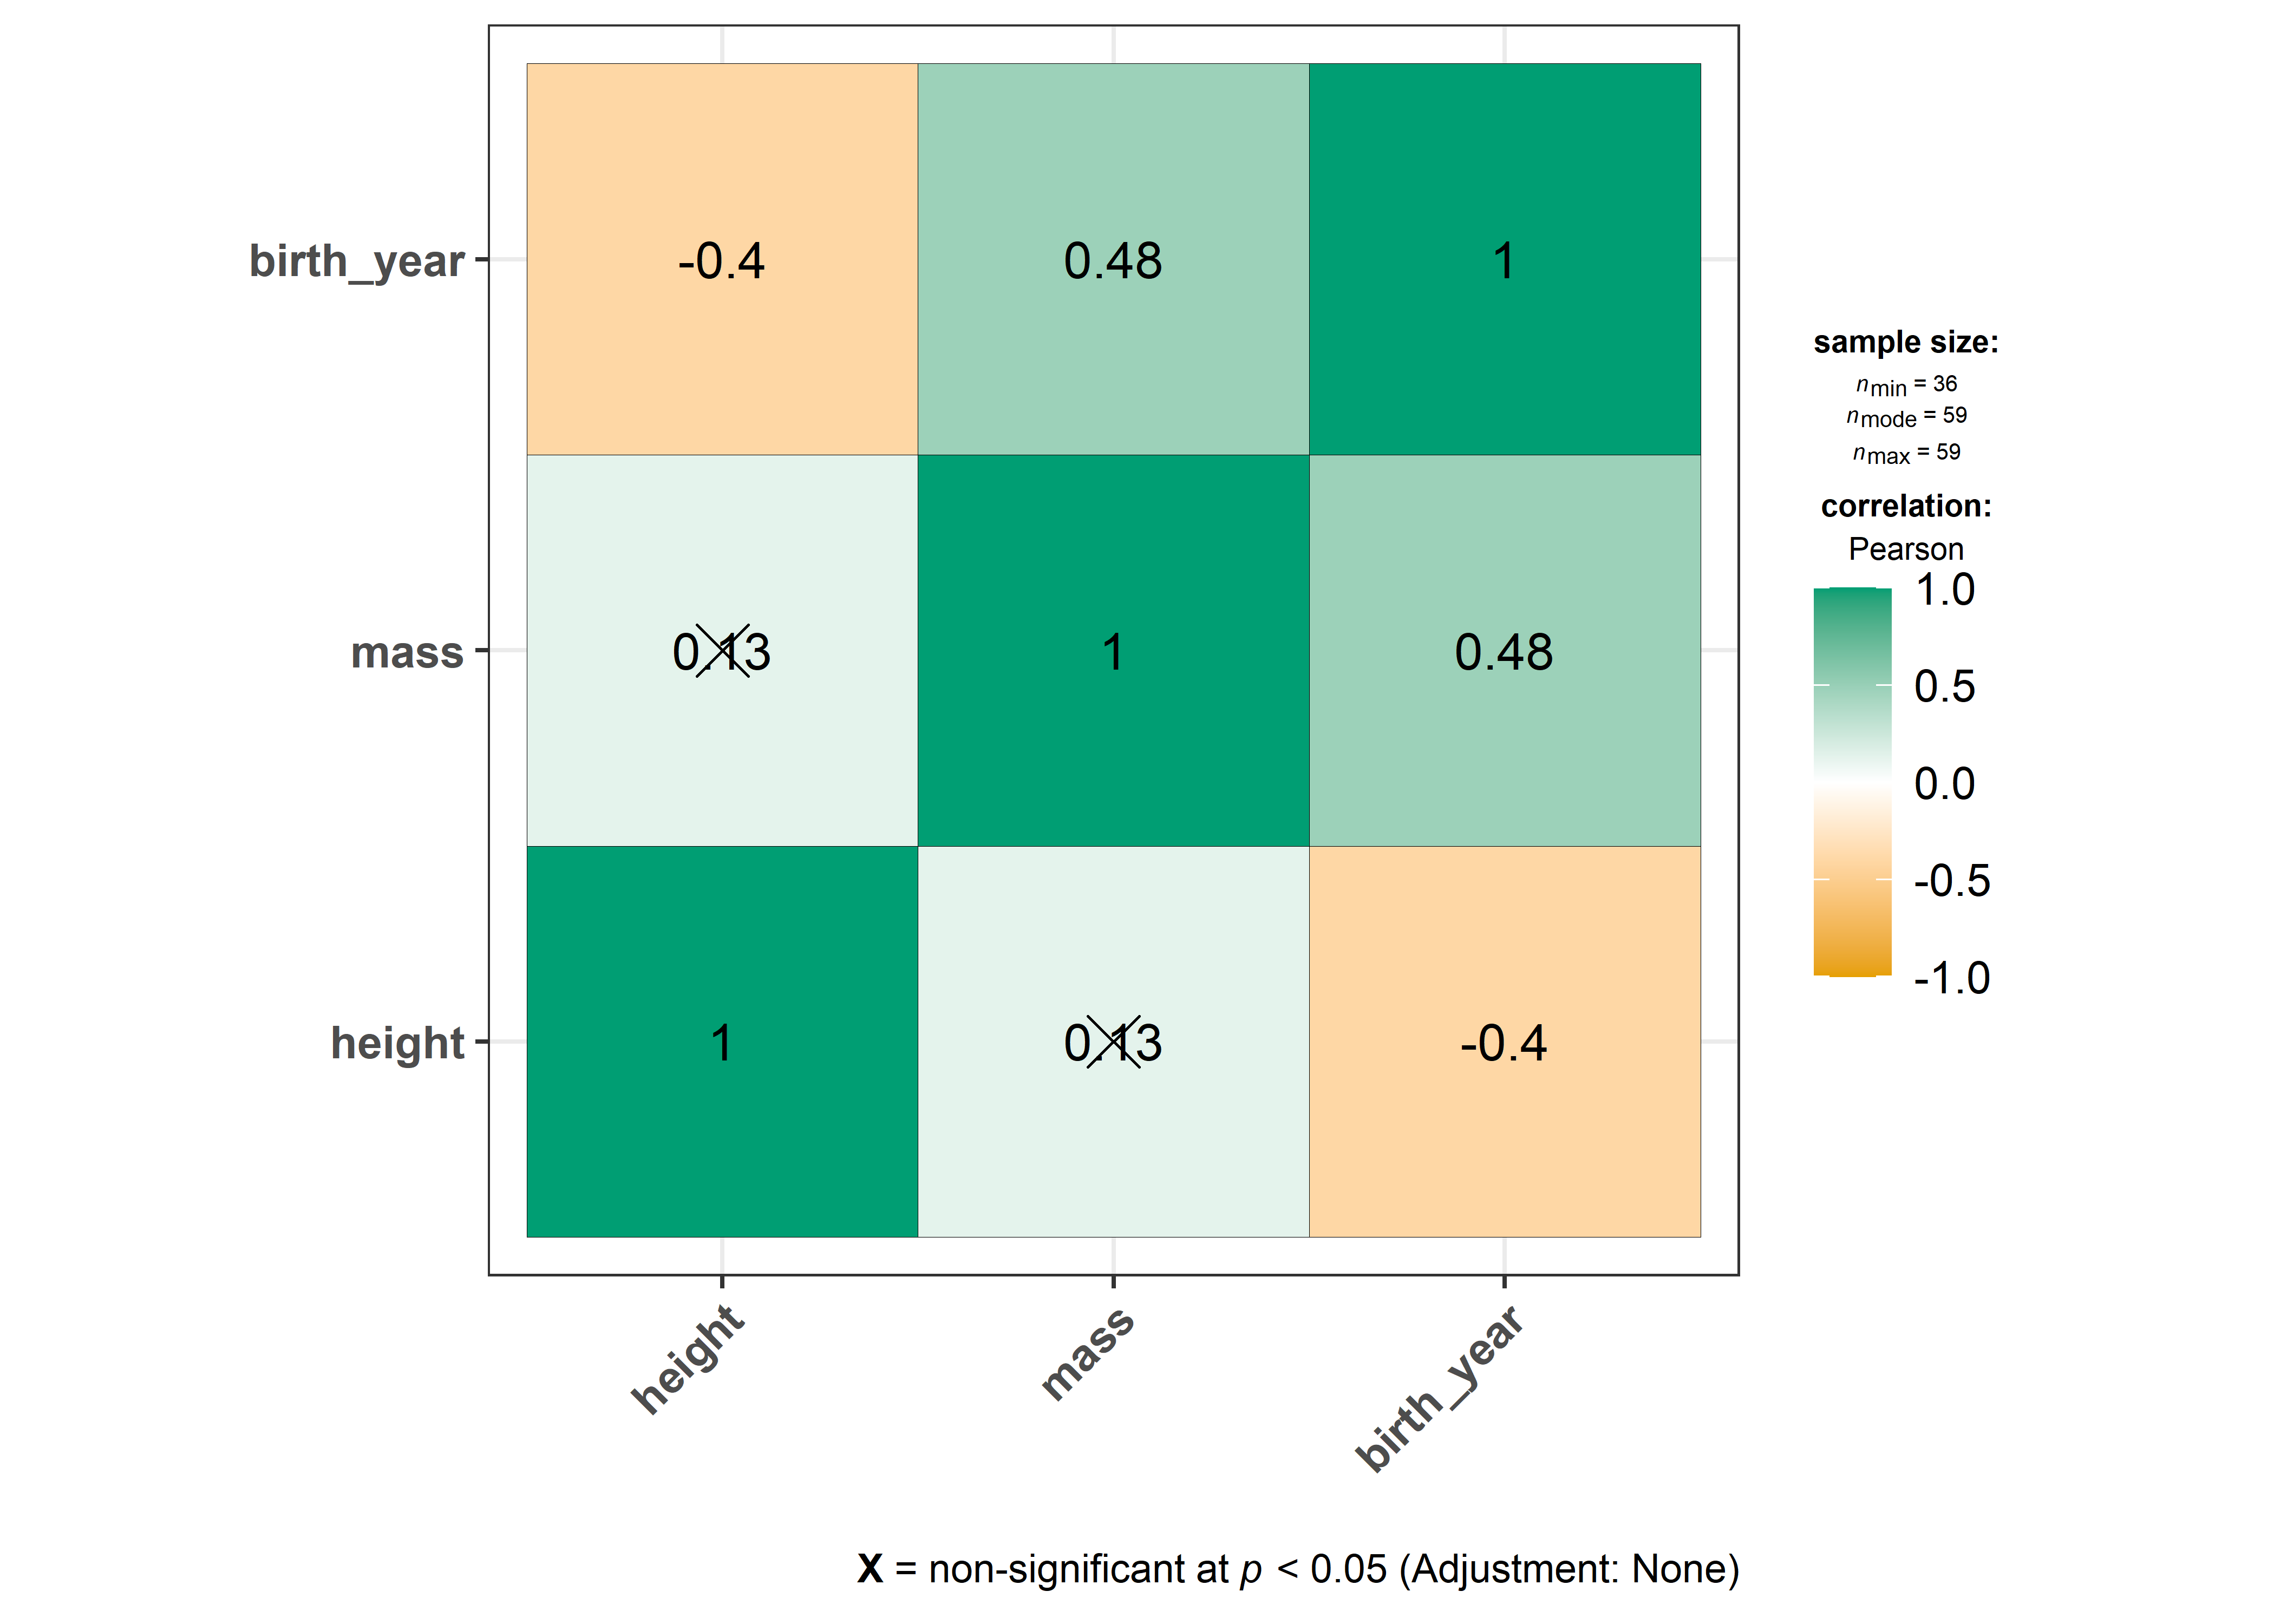 birth_year
-0.4 0.48 1
mass
0.13 1 0.48
height
1 0.13 -0.4
height
mass
birth_year
sample size:
nmin = 36
nmode = 59
nmax = 59
correlation:
Pearson
1.0
0.5
0.0
-0.5
-1.0
X = non-significant at p < 0.05 (Adjustment: None)